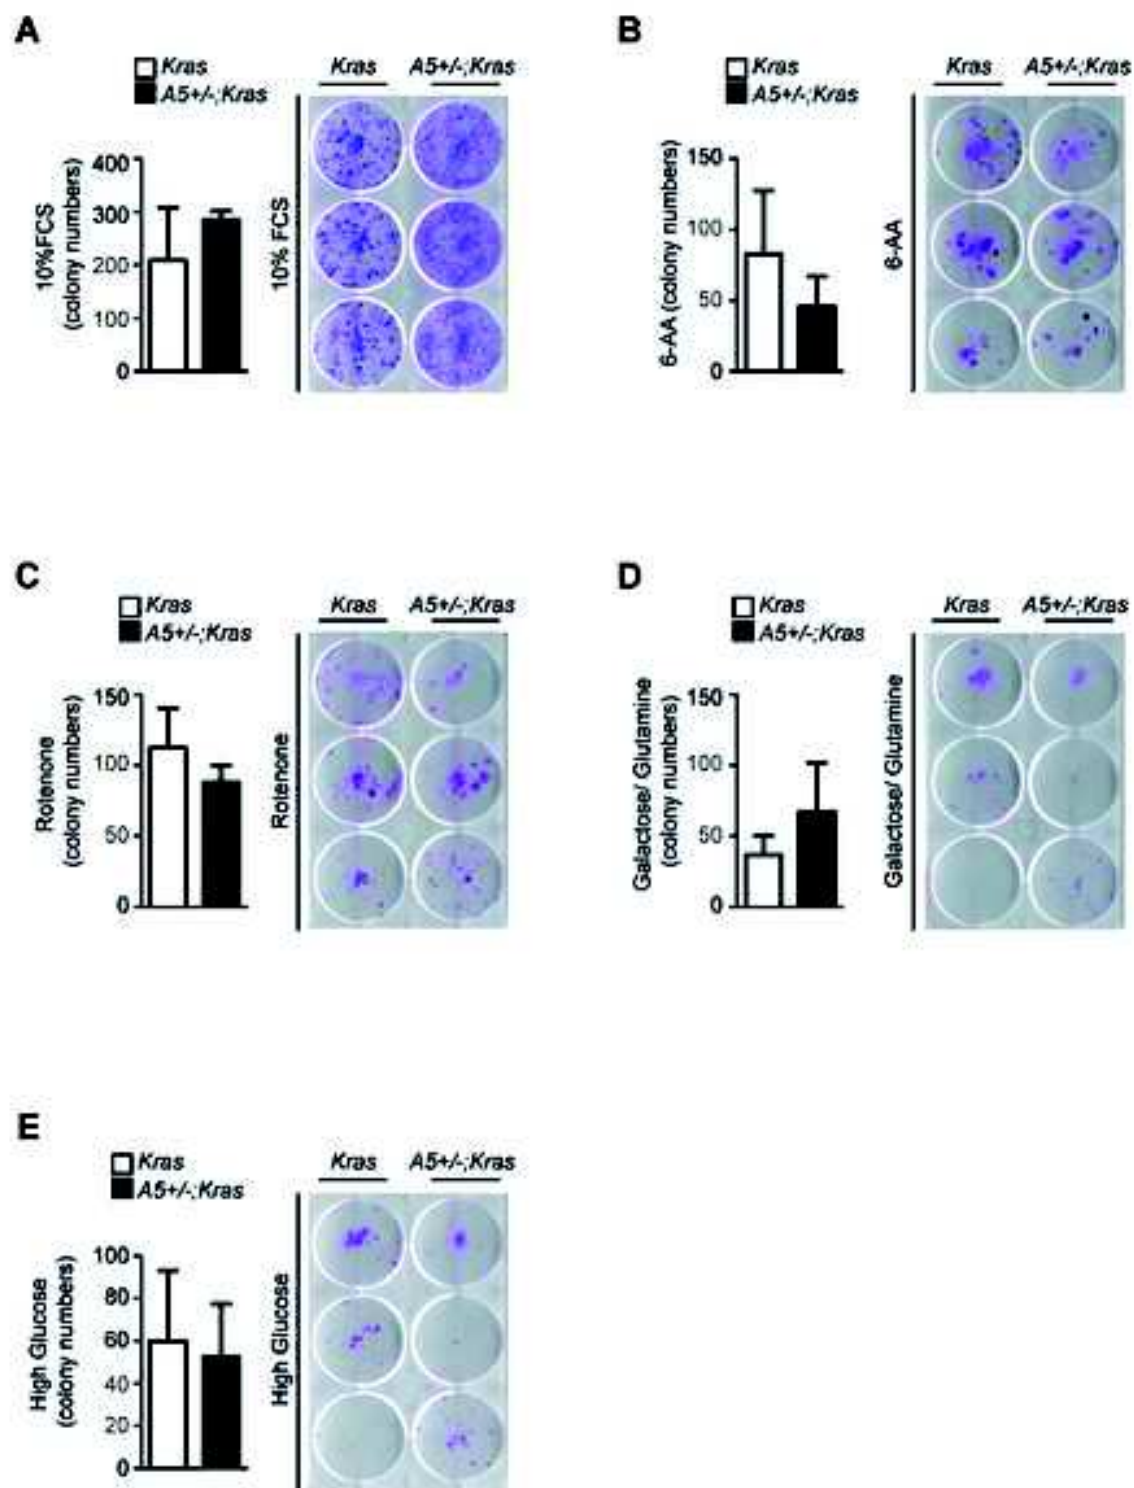 A
Kras
A5+/-;Kras
Kras A5+/-;Kras
10%FCS
(colony numbers)
400
300
200
100
0
10% FCS
B
Kras
A5+/-;Kras
Kras A5+/-;Kras
6-AA (colony numbers)
150
100
50
0
6-AA
C
Kras
A5+/-;Kras
Kras A5+/-;Kras
Rotenone
(colony numbers)
150
100
50
0
Rotenone
D
Kras
A5+/-;Kras
Kras A5+/-;Kras
Galactose/ Glutamine
(colony numbers)
150
100
50
0
Galactose/ Glutamine
E
Kras
A5+/-;Kras
Kras A5+/-;Kras
High Glucose
(colony numbers)
100
80
60
40
20
0
High Glucose